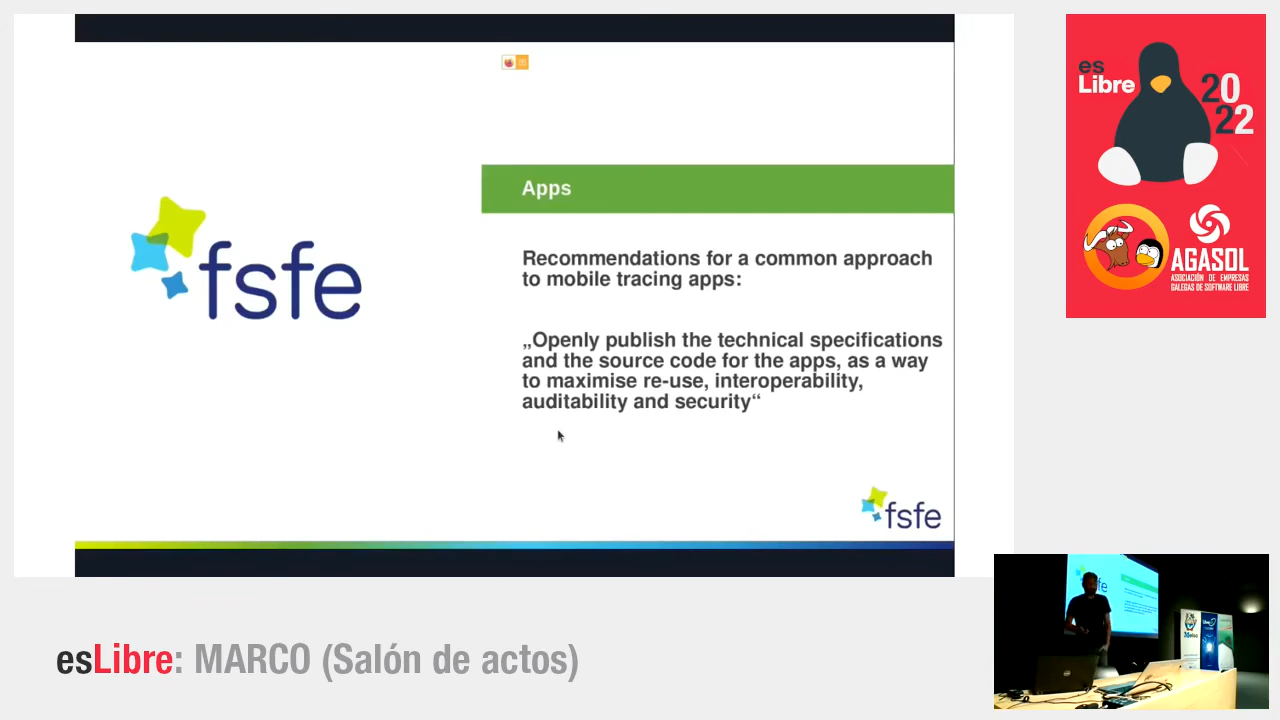 Apps
Recommendations for a common approach
to mobile tracing apps:
„Openly publish the technical specifications
and the source code for the apps, as a way
to maximise re-use, interoperability,
auditability and security“
fsfe
fsfe
es
Libre
20
22
AGASOL
ASOCIACIÓN DE EMPRESAS
GALEGAS DE SOFTWARE LIBRE
esLibre: MARCO (Salón de actos)